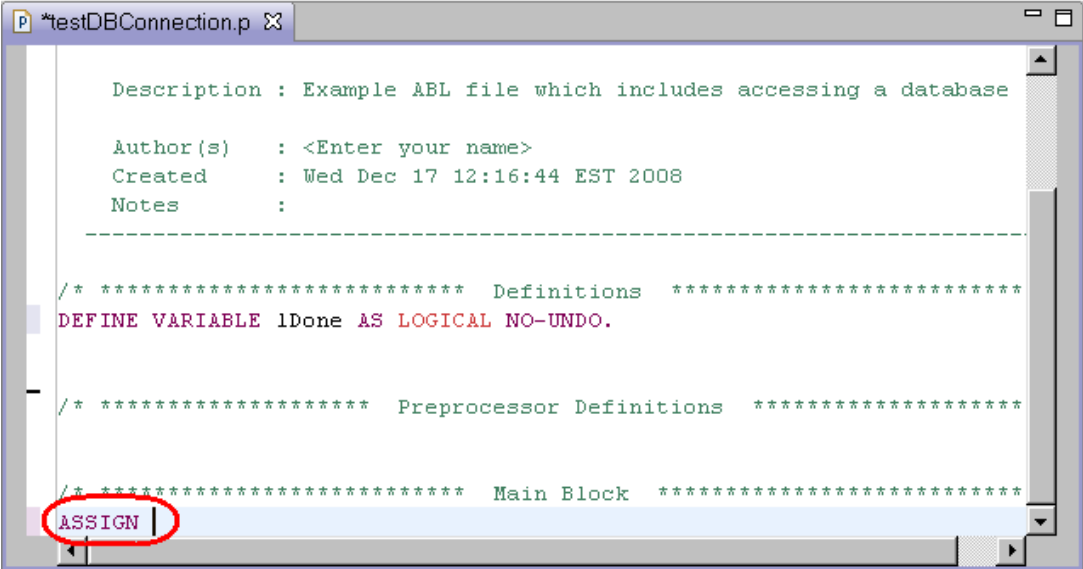 *testDBConnection.p
Description : Example ABL file which includes accessing a database
Author(s) : <Enter your name>
Created : Wed Dec 17 12:16:44 EST 2008
Notes :
----------------------------------------------------------------------
/* *************************** Definitions **************************
DEFINE VARIABLE lDone AS LOGICAL NO-UNDO.
/* ******************** Preprocessor Definitions ********************
/* *************************** Main Block ***************************
ASSIGN